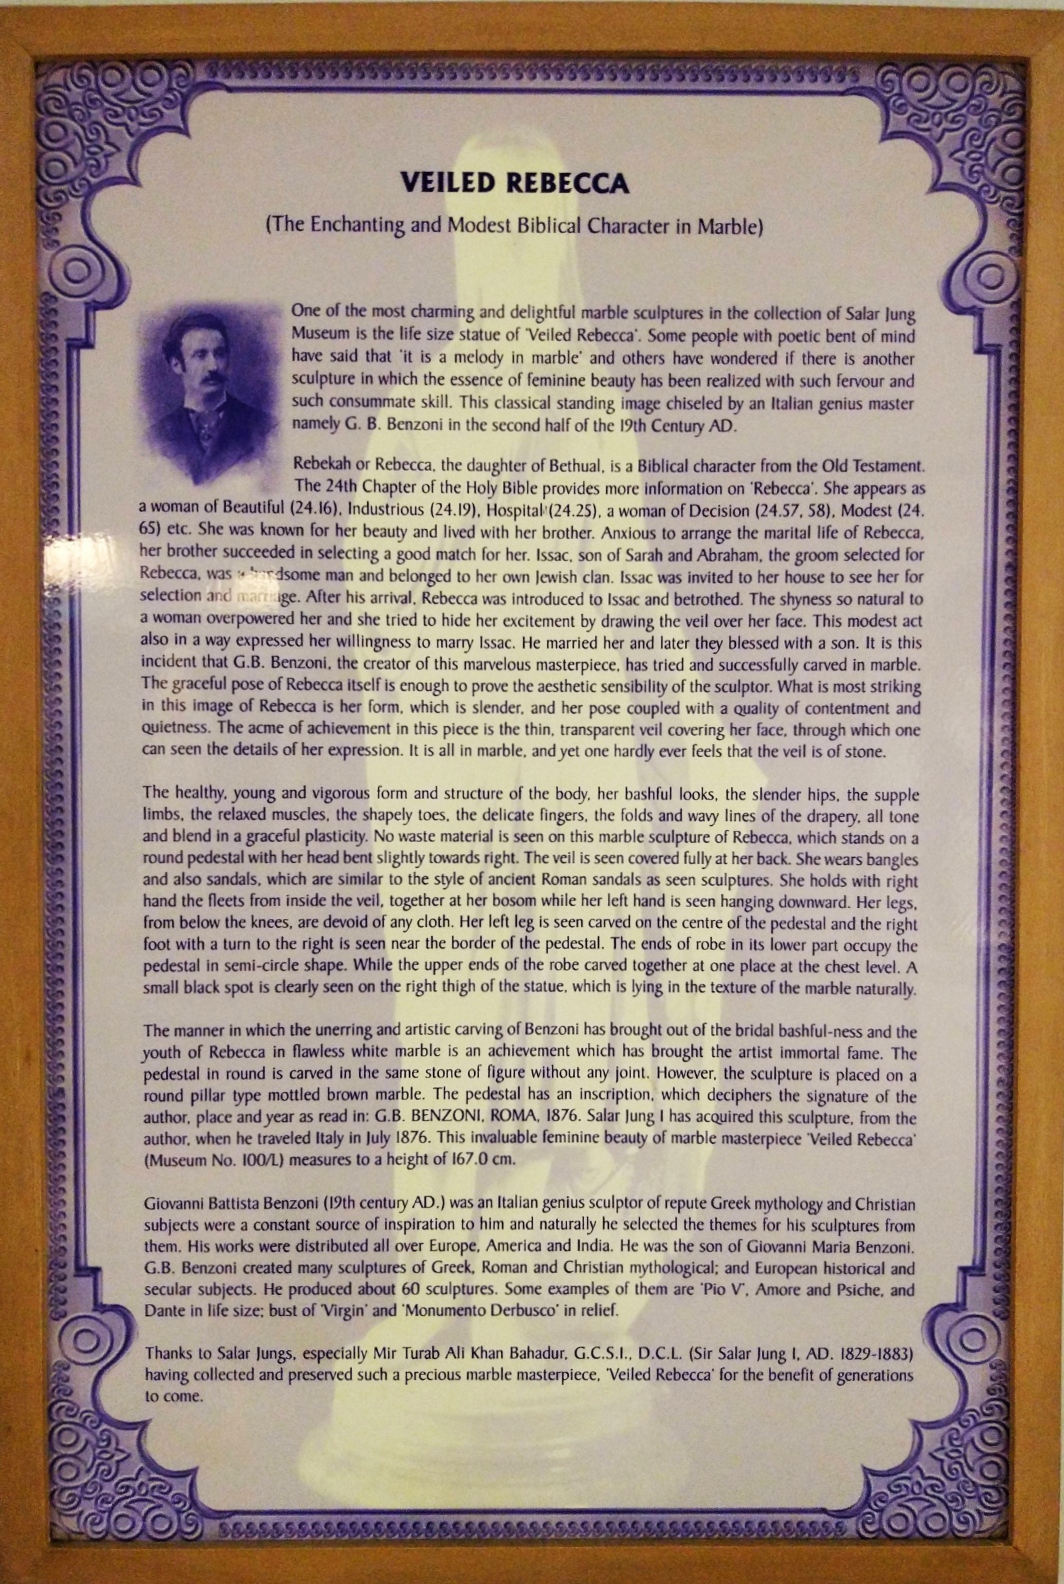 VEILED REBECCA
(The Enchanting and Modest Biblical Character in Marble)
One of the most charming and delightful marble sculptures in the collection of Salar Jung
Museum is the life size statue of 'Veiled Rebecca'. Some people with poetic bent of mind
have said that 'it is a melody in marble' and others have wondered if there is another
sculpture in which the essence of feminine beauty has been realized with such fervour and
such consummate skill. This classical standing image chiseled by an Italian genius master
namely G. B. Benzoni in the second half of the 19th Century AD.
Rebekah or Rebecca, the daughter of Bethual, is a Biblical character from the Old Testament.
The 24th Chapter of the Holy Bible provides more information on 'Rebecca'. She appears as
a woman of Beautiful (24.16), Industrious (24.19), Hospital (24.25), a woman of Decision (24.57, 58), Modest (24.
65) etc. She was known for her beauty and lived with her brother. Anxious to arrange the marital life of Rebecca,
her brother succeeded in selecting a good match for her. Issac, son of Sarah and Abraham, the groom selected for
Rebecca, was a handsome man and belonged to her own Jewish clan. Issac was invited to her house to see her for
selection and marriage. After his arrival, Rebecca was introduced to Issac and betrothed. The shyness so natural to
a woman overpowered her and she tried to hide her excitement by drawing the veil over her face. This modest act
also in a way expressed her willingness to marry Issac. He married her and later they blessed with a son. It is this
incident that G.B. Benzoni, the creator of this marvelous masterpiece, has tried and successfully carved in marble.
The graceful pose of Rebecca itself is enough to prove the aesthetic sensibility of the sculptor. What is most striking
in this image of Rebecca is her form, which is slender, and her pose coupled with a quality of contentment and
quietness. The acme of achievement in this piece is the thin, transparent veil covering her face, through which one
can seen the details of her expression. It is all in marble, and yet one hardly ever feels that the veil is of stone.
The healthy, young and vigorous form and structure of the body, her bashful looks, the slender hips, the supple
limbs, the relaxed muscles, the shapely toes, the delicate fingers, the folds and wavy lines of the drapery, all tone
and blend in a graceful plasticity. No waste material is seen on this marble sculpture of Rebecca, which stands on a
round pedestal with her head bent slightly towards right. The veil is seen covered fully at her back. She wears bangles
and also sandals, which are similar to the style of ancient Roman sandals as seen sculptures. She holds with right
hand the fleets from inside the veil, together at her bosom while her left hand is seen hanging downward. Her legs,
from below the knees, are devoid of any cloth. Her left leg is seen carved on the centre of the pedestal and the right
foot with a turn to the right is seen near the border of the pedestal. The ends of robe in its lower part occupy the
pedestal in semi-circle shape. While the upper ends of the robe carved together at one place at the chest level. A
small black spot is clearly seen on the right thigh of the statue, which is lying in the texture of the marble naturally.
The manner in which the unerring and artistic carving of Benzoni has brought out of the bridal bashful-ness and the
youth of Rebecca in flawless white marble is an achievement which has brought the artist immortal fame. The
pedestal in round is carved in the same stone of figure without any joint. However, the sculpture is placed on a
round pillar type mottled brown marble. The pedestal has an inscription, which deciphers the signature of the
author, place and year as read in: G.B. BENZONI, ROMA, 1876. Salar Jung I has acquired this sculpture, from the
author, when he traveled Italy in July 1876. This invaluable feminine beauty of marble masterpiece 'Veiled Rebecca'
(Museum No. 100/L) measures to a height of 167.0 cm.
Giovanni Battista Benzoni (19th century AD.) was an Italian genius sculptor of repute Greek mythology and Christian
subjects were a constant source of inspiration to him and naturally he selected the themes for his sculptures from
them. His works were distributed all over Europe, America and India. He was the son of Giovanni Maria Benzoni.
G.B. Benzoni created many sculptures of Greek, Roman and Christian mythological; and European historical and
secular subjects. He produced about 60 sculptures. Some examples of them are 'Pio V', Amore and Psiche, and
Dante in life size; bust of 'Virgin' and 'Monumento Derbusco' in relief.
Thanks to Salar Jungs, especially Mir Turab Ali Khan Bahadur, G.C.S.I., D.C.L. (Sir Salar Jung I, AD. 1829-1883)
having collected and preserved such a precious marble masterpiece, 'Veiled Rebecca' for the benefit of generations
to come.